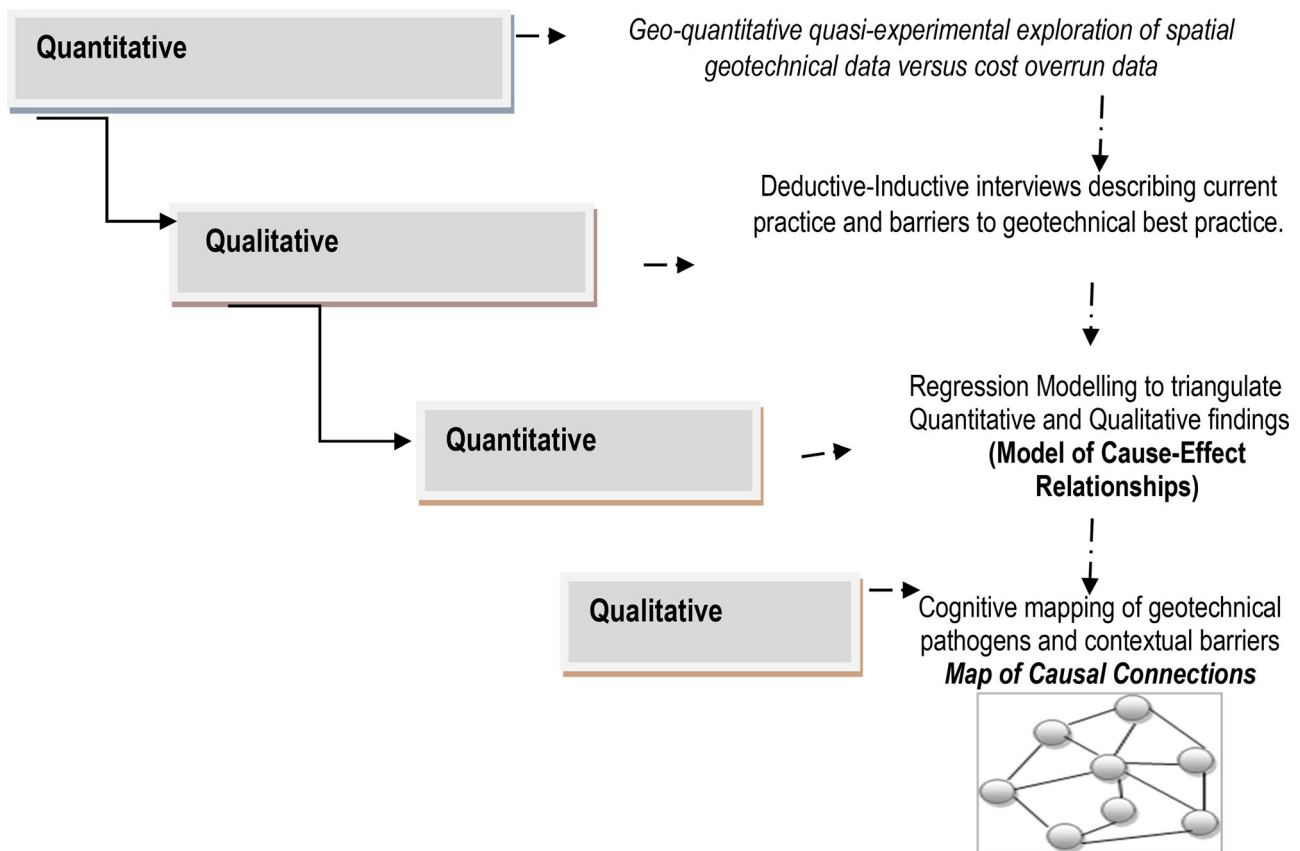 Quantitative
Geo-quantitative quasi-experimental exploration of spatial
geotechnical data versus cost overrun data
Qualitative
Deductive-Inductive interviews describing current
practice and barriers to geotechnical best practice.
Quantitative
Regression Modelling to triangulate
Quantitative and Qualitative findings
(Model of Cause-Effect
Relationships)
Qualitative
Cognitive mapping of geotechnical
pathogens and contextual barriers
Map of Causal Connections